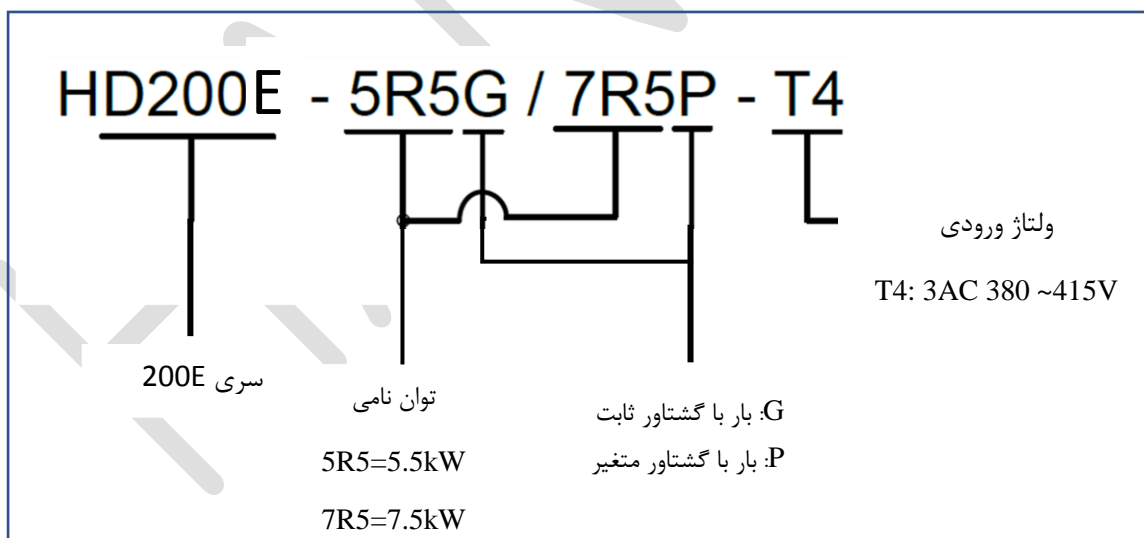 HD200E - 5R5G / 7R5P - T4
ولتاژ ورودی
T4: 3AC 380 ~415V
سری 200E
توان نامی
5R5=5.5kW
7R5=7.5kW
G: بار با گشتاور ثابت
P: بار با گشتاور متغیر